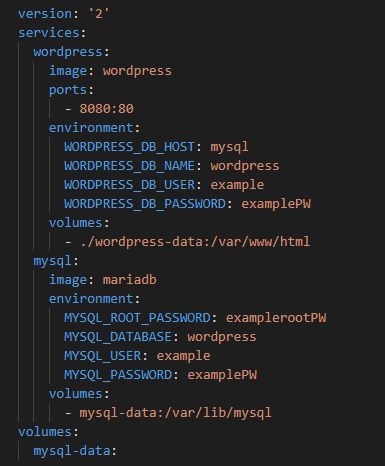 version: '2'
services:
  wordpress:
    image: wordpress
    ports:
      - 8080:80
    environment:
      WORDPRESS_DB_HOST: mysql
      WORDPRESS_DB_NAME: wordpress
      WORDPRESS_DB_USER: example
      WORDPRESS_DB_PASSWORD: examplePW
    volumes:
      - ./wordpress-data:/var/www/html
  mysql:
    image: mariadb
    environment:
      MYSQL_ROOT_PASSWORD: examplerootPW
      MYSQL_DATABASE: wordpress
      MYSQL_USER: example
      MYSQL_PASSWORD: examplePW
    volumes:
      - mysql-data:/var/lib/mysql
volumes:
  mysql-data: